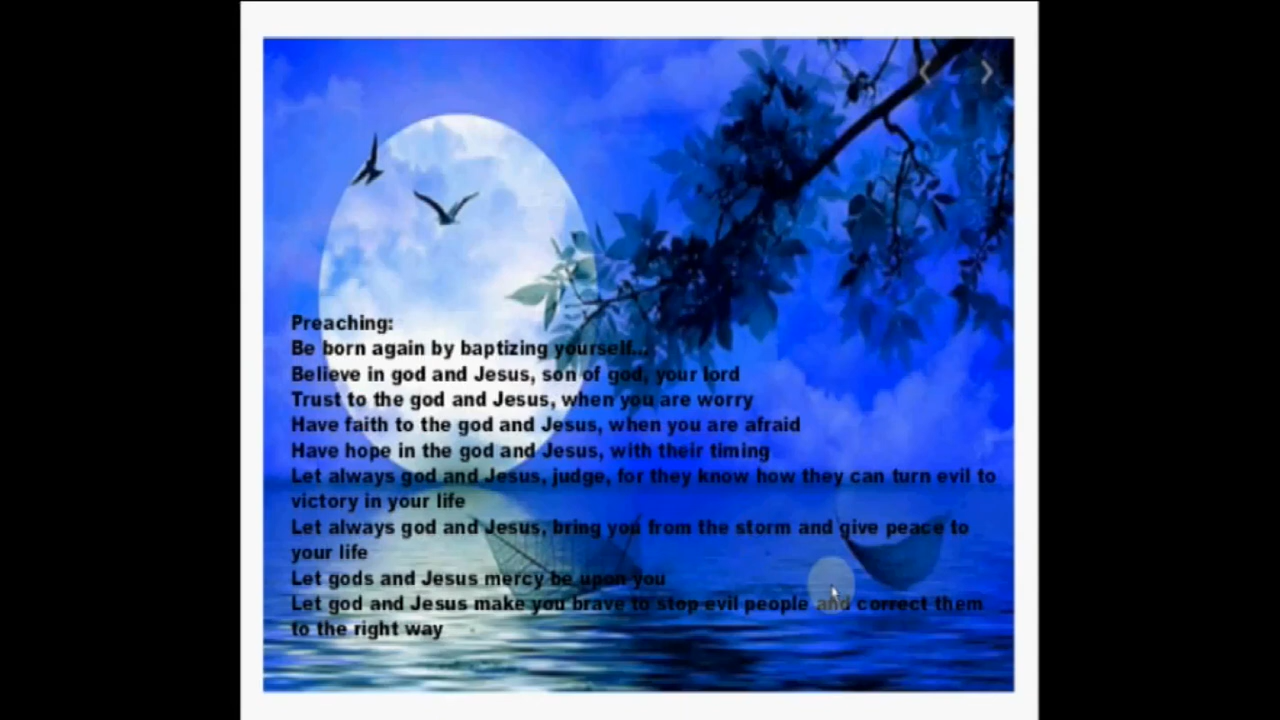 Preaching:
Be born again by baptizing yourself...
Believe in god and Jesus, son of god, your lord
Trust to the god and Jesus, when you are worry
Have faith to the god and Jesus, when you are afraid
Have hope in the god and Jesus, with their timing
Let always god and Jesus, judge, for they know how they can turn evil to
victory in your life
Let always god and Jesus, bring you from the storm and give peace to
your life
Let gods and Jesus mercy be upon you
Let god and Jesus make you brave to stop evil people and correct them
to the right way